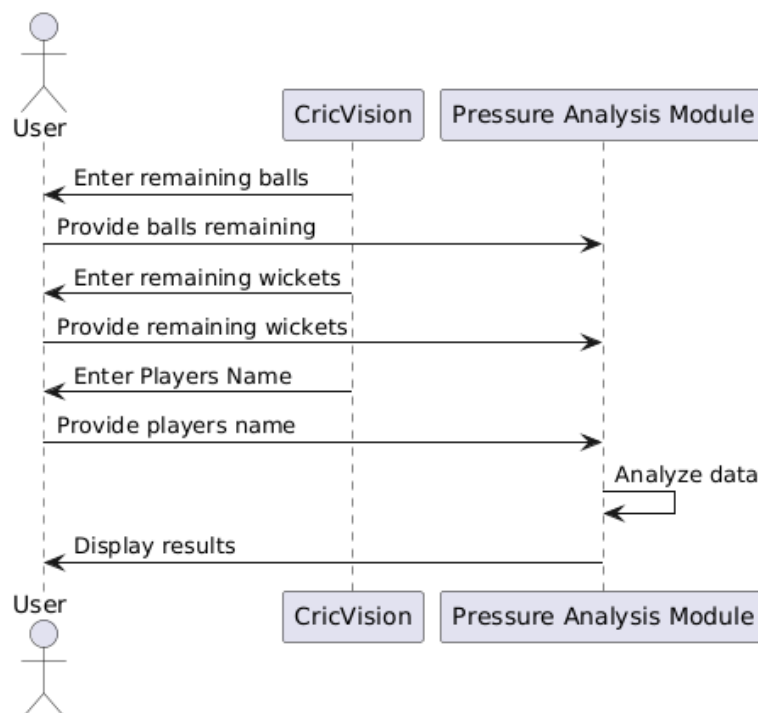 User
CricVision
Pressure Analysis Module
Enter remaining balls
Provide balls remaining
Enter remaining wickets
Provide remaining wickets
Enter Players Name
Provide players name
Analyze data
Display results
User
CricVision
Pressure Analysis Module